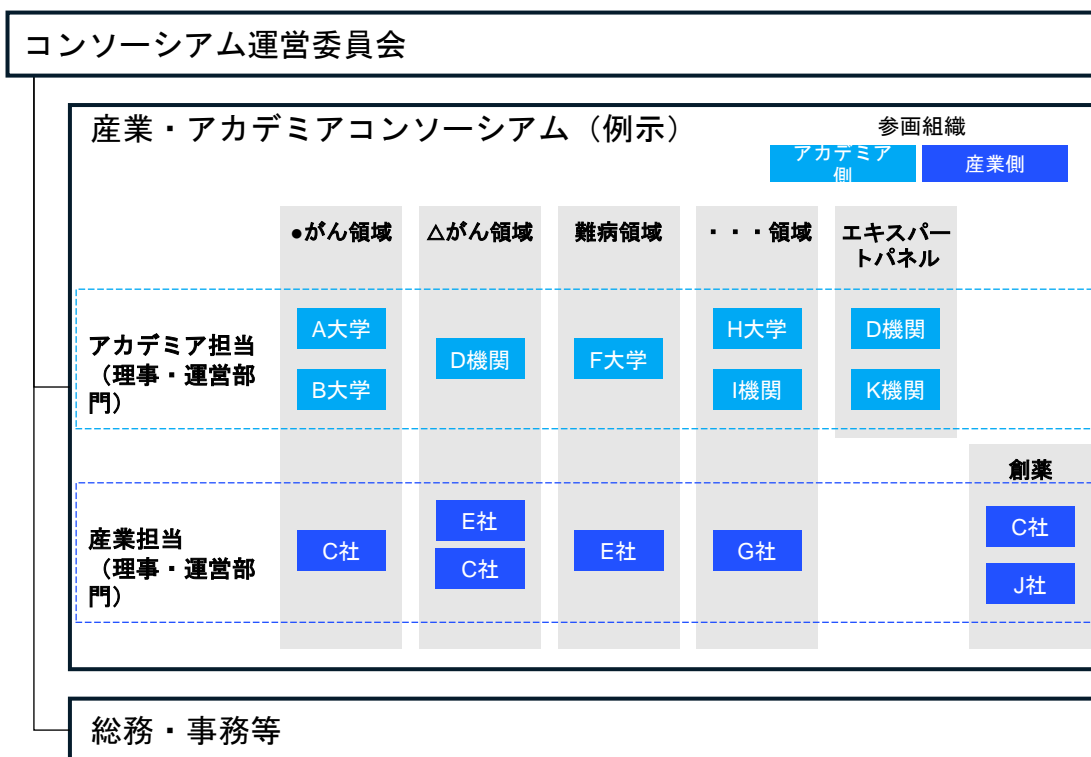 コンソーシアム運営委員会
産業・アカデミアコンソーシアム（例示）
参画組織
アカデミア
側
産業側
●がん領域
△がん領域
難病領域
・・・領域
エキスパー
トパネル
アカデミア担当
（理事・運営部
門）
A大学
B大学
D機関
F大学
H大学
I機関
D機関
K機関
創薬
産業担当
（理事・運営部
門）
C社
E社
C社
E社
G社
C社
J社
総務・事務等